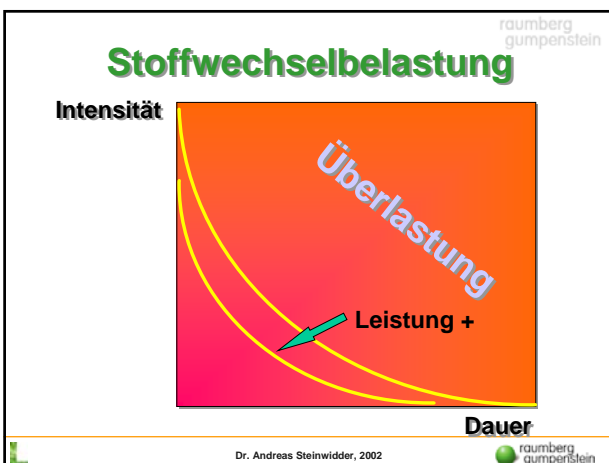 raumberg
gumpenstein
Stoffwechselbelastung
Intensität
Überlastung
Leistung +
Dauer
Dr. Andreas Steinwidder, 2002
raumberg
gumpenstein